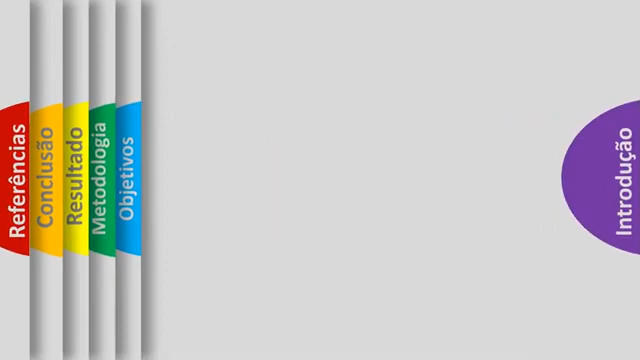 Referências
Conclusão
Resultado
Metodologia
Objetivos
Introdução